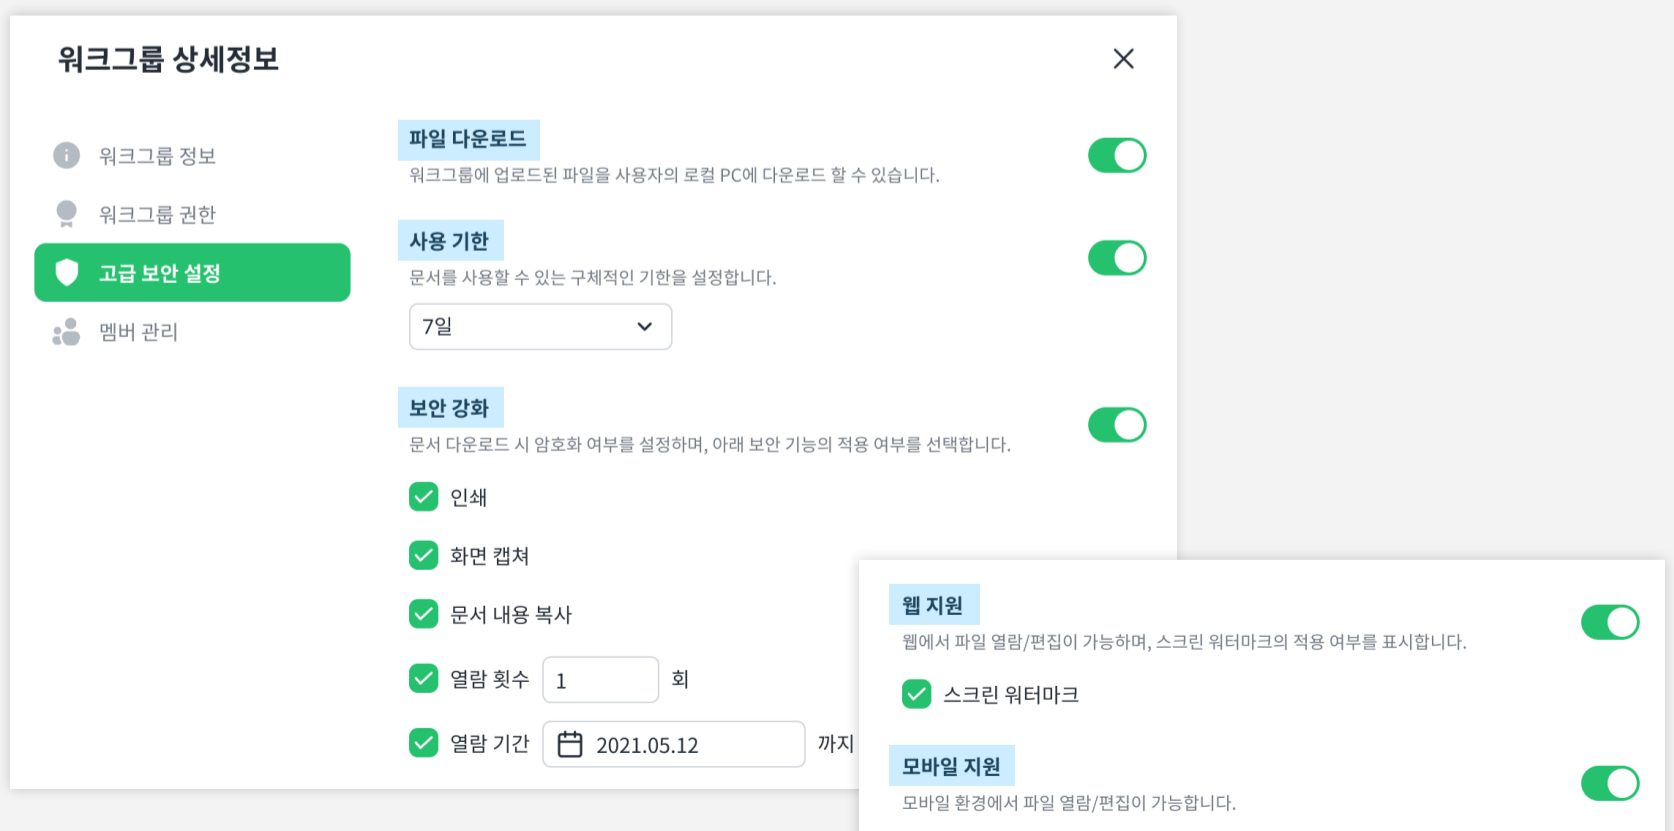 워크그룹 상세정보
워크그룹 정보
워크그룹 권한
고급 보안 설정
멤버 관리
파일 다운로드
워크그룹에 업로드된 파일을 사용자의 로컬 PC에 다운로드 할 수 있습니다.
사용 기한
문서를 사용할 수 있는 구체적인 기한을 설정합니다.
7일
보안 강화
문서 다운로드 시 암호화 여부를 설정하며, 아래 보안 기능의 적용 여부를 선택합니다.
인쇄
화면 캡쳐
문서 내용 복사
열람 횟수 1 회
열람 기간 2021.05.12 까지
웹 지원
웹에서 파일 열람/편집이 가능하며, 스크린 워터마크의 적용 여부를 표시합니다.
스크린 워터마크
모바일 지원
모바일 환경에서 파일 열람/편집이 가능합니다.